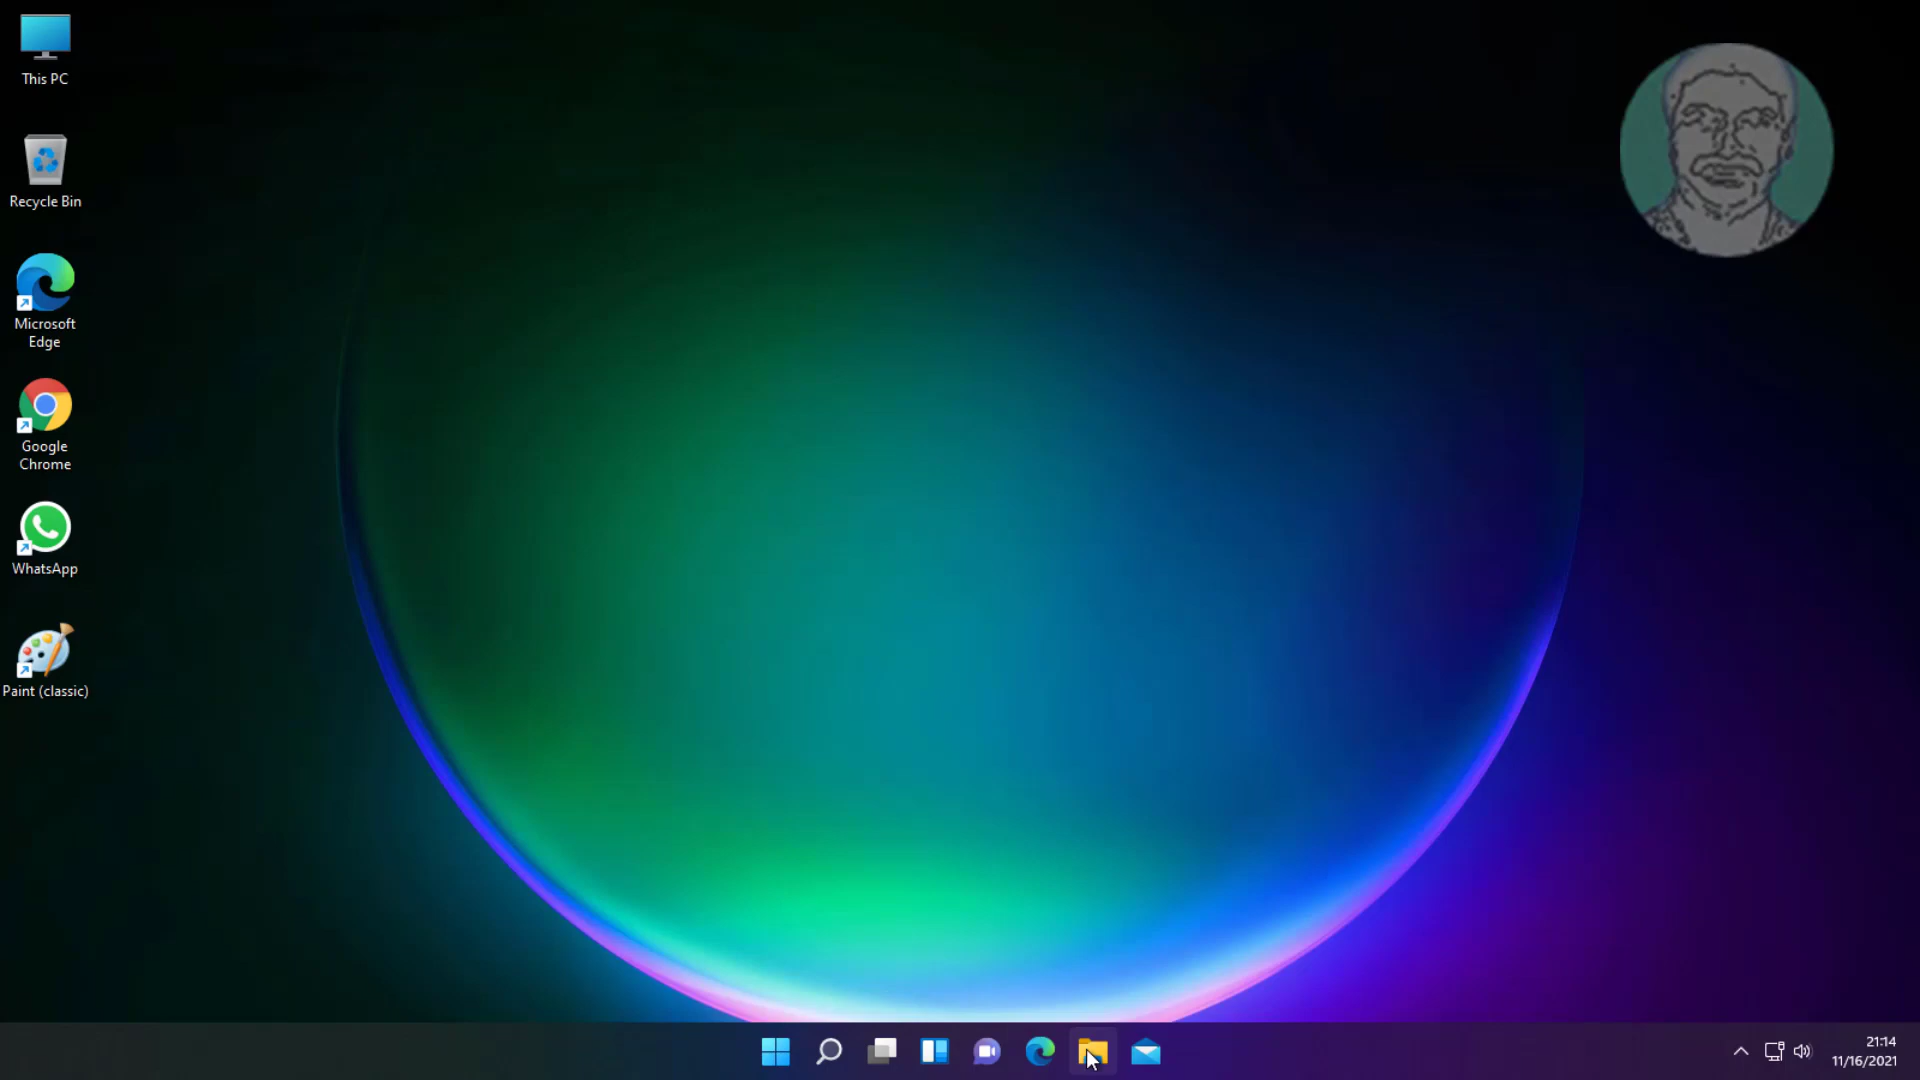 This PC
Recycle Bin
Microsoft
Edge
Google
Chrome
WhatsApp
Paint (classic)
21:14
11/16/2021